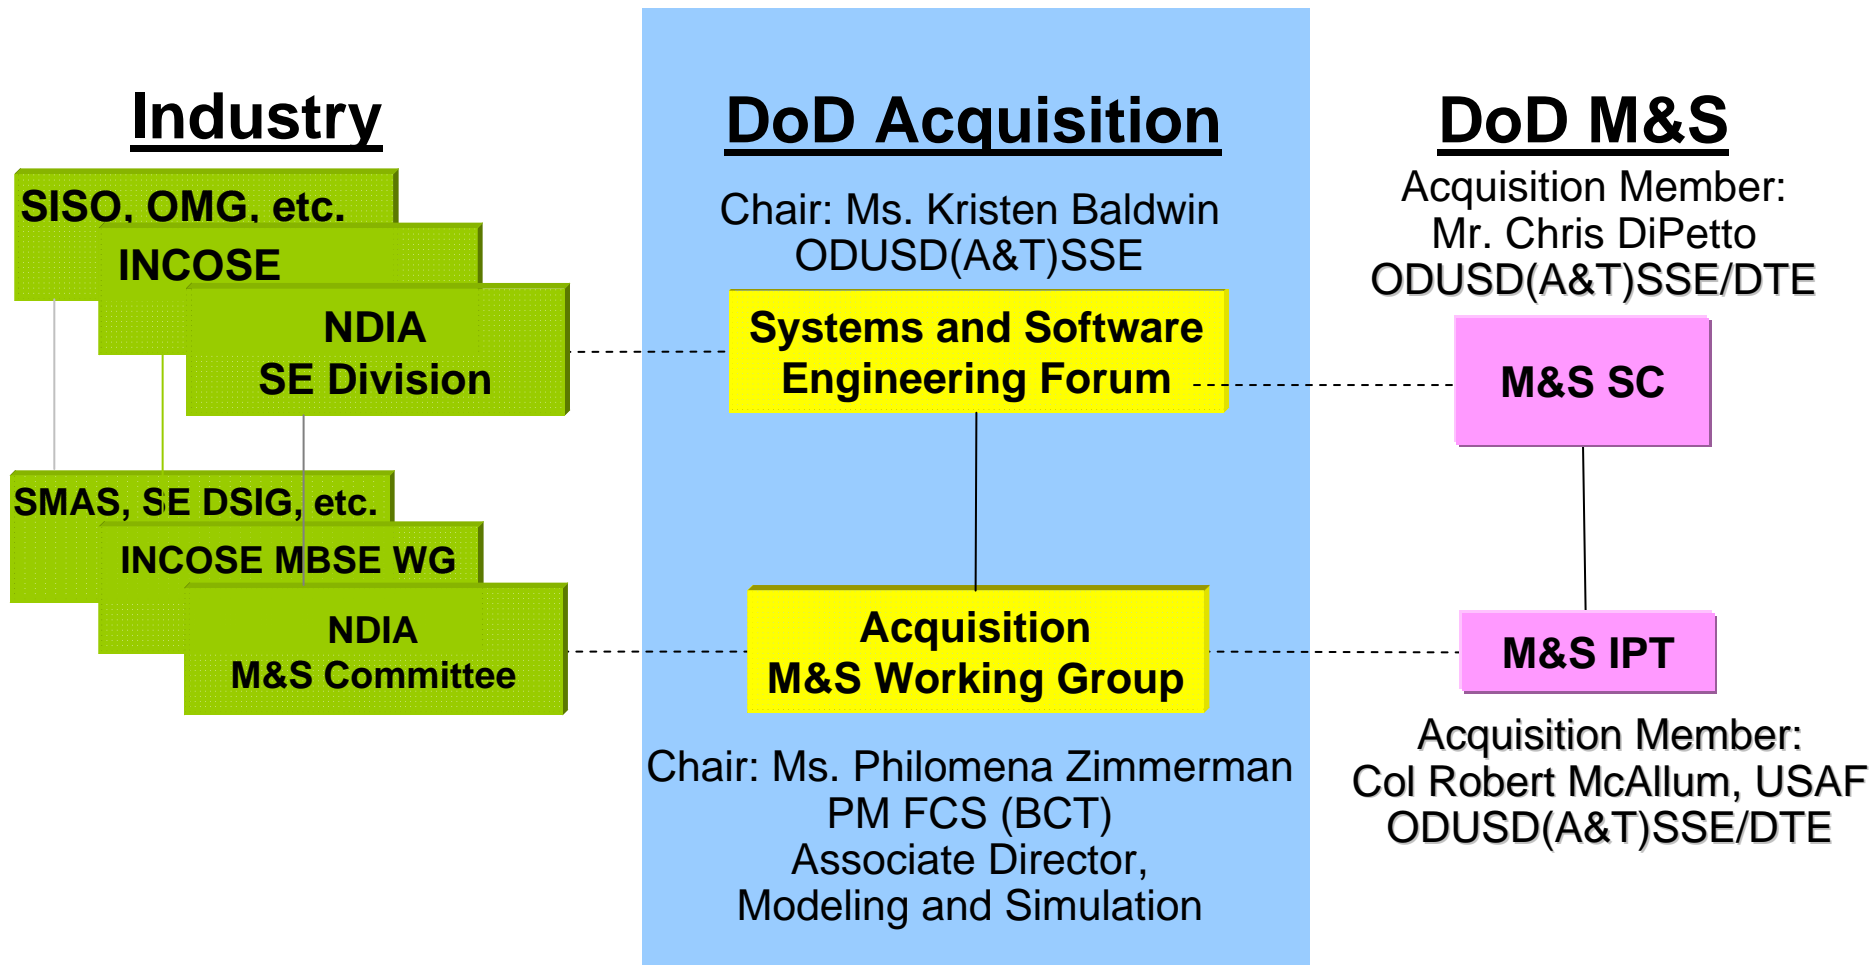 Industry
SISO, OMG, etc.
INCOSE
NDIA
SE Division
SMAS, SE DSIG, etc.
INCOSE MBSE WG
NDIA
M&S Committee
DoD Acquisition
Chair: Ms. Kristen Baldwin
ODUSD(A&T)SSE
Systems and Software
Engineering Forum
Acquisition
M&S Working Group
Chair: Ms. Philomena Zimmerman
PM FCS (BCT)
Associate Director,
Modeling and Simulation
DoD M&S
Acquisition Member:
Mr. Chris DiPetto
ODUSD(A&T)SSE/DTE
M&S SC
M&S IPT
Acquisition Member:
Col Robert McAllum, USAF
ODUSD(A&T)SSE/DTE